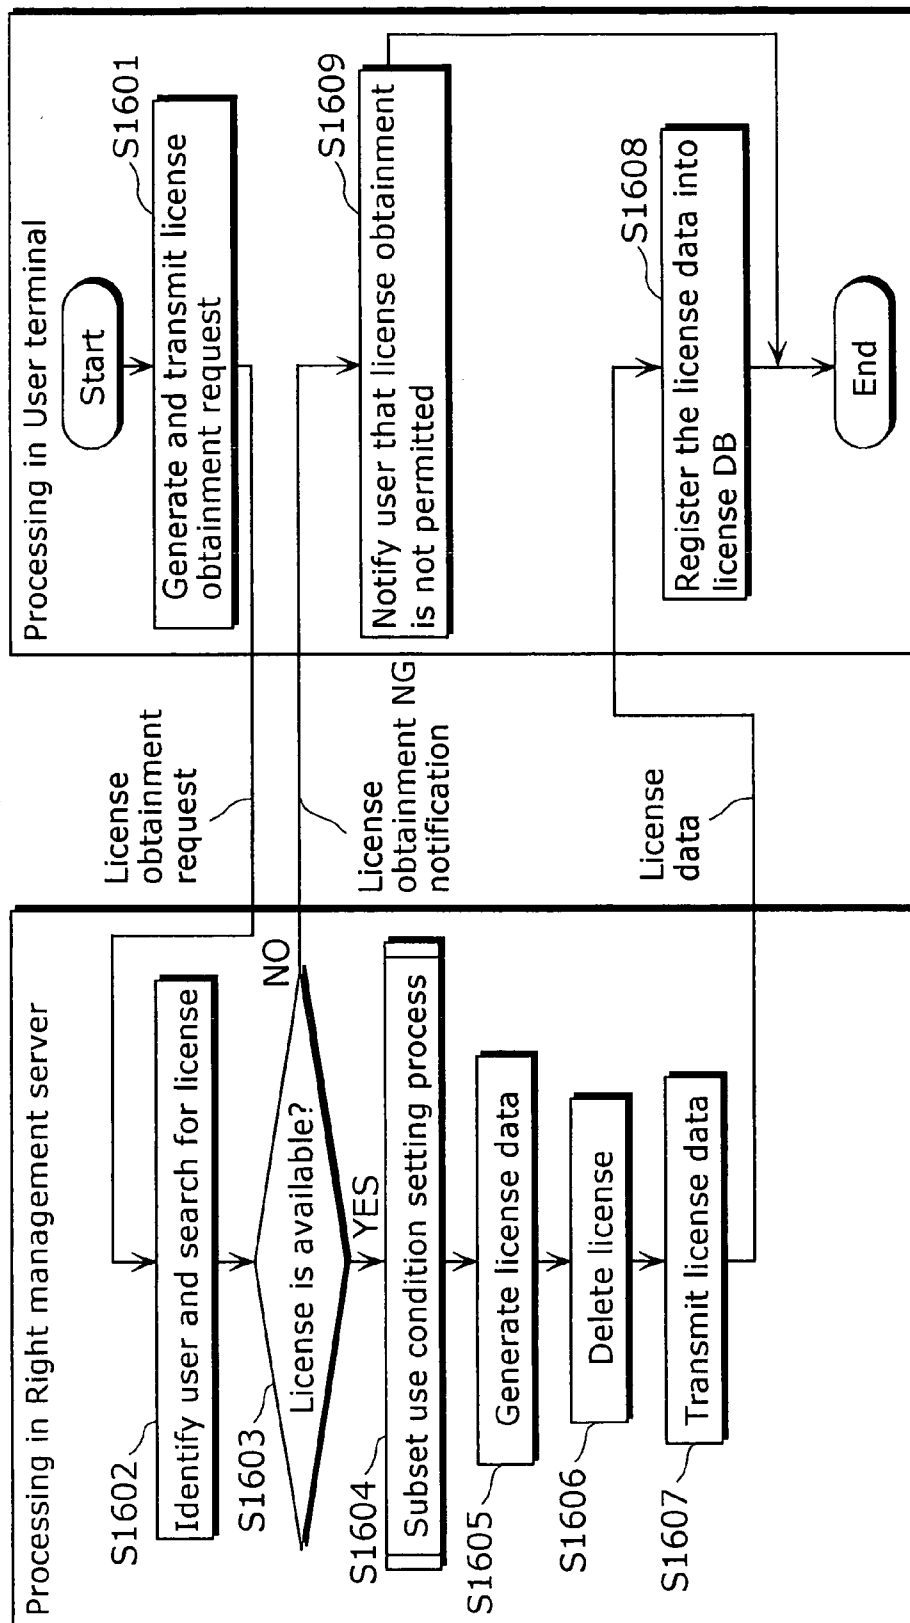 Processing in Right management server
S1602
Identify user and search for license
S1603
License is available?
NO
YES
S1604
Subset use condition setting process
S1605
Generate license data
S1606
Delete license
S1607
Transmit license data
License
obtainment
request
License
obtainment NG
notification
License
data
Processing in User terminal
Start
S1601
Generate and transmit license
obtainment request
S1609
Notify user that license obtainment
is not permitted
S1608
Register the license data into
license DB
End